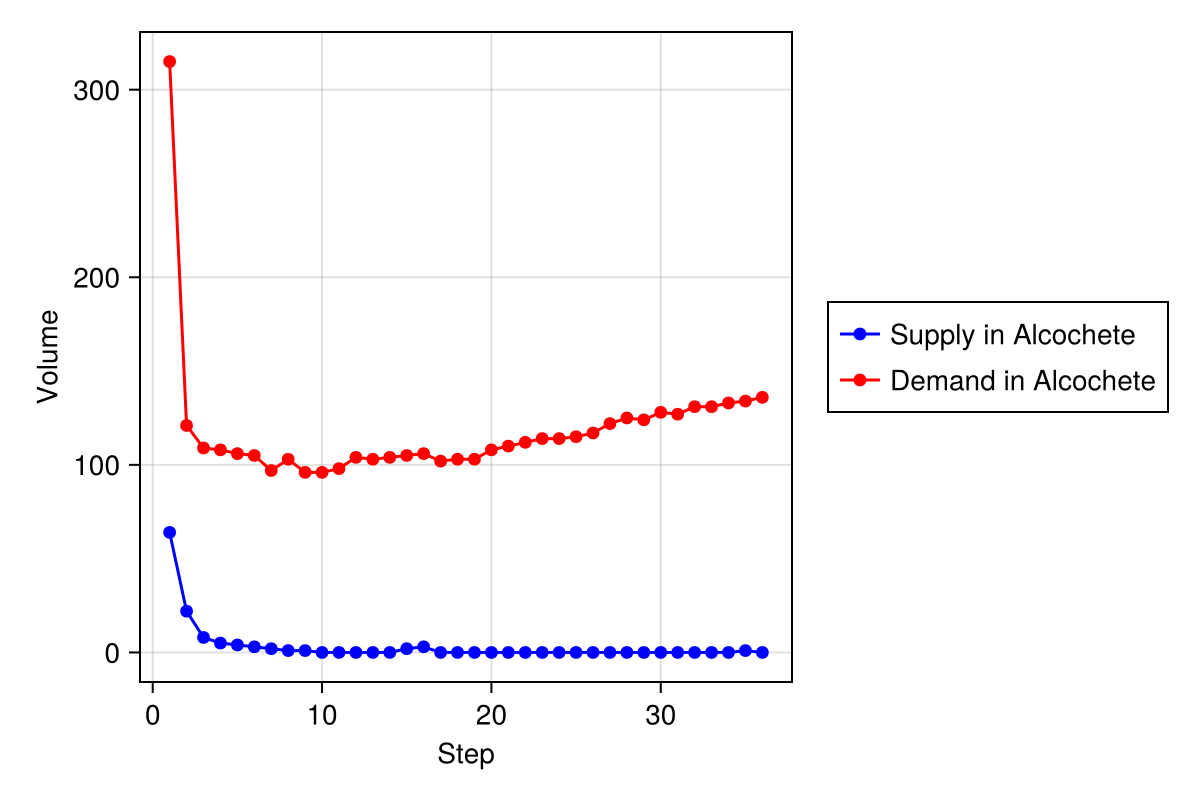 300
200
100
0
Volume
0 10 20 30
Step
Supply in Alcochete
Demand in Alcochete